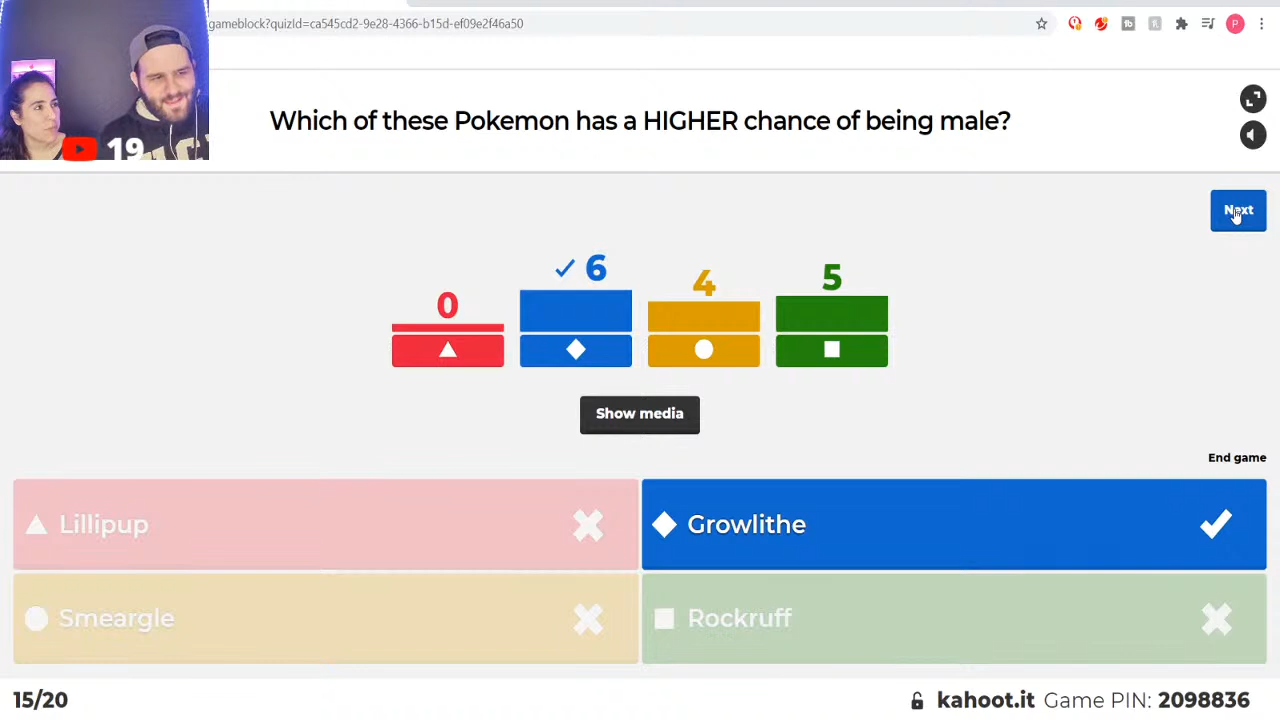 gameblock?quizId=ca545cd2-9e28-4366-b15d-ef09e2f46a50
19
Which of these Pokemon has a HIGHER chance of being male?
Next
0
6
4
5
Show media
End game
Lillipup
Growlithe
Smeargle
Rockruff
15/20
kahoot.it Game PIN: 2098836